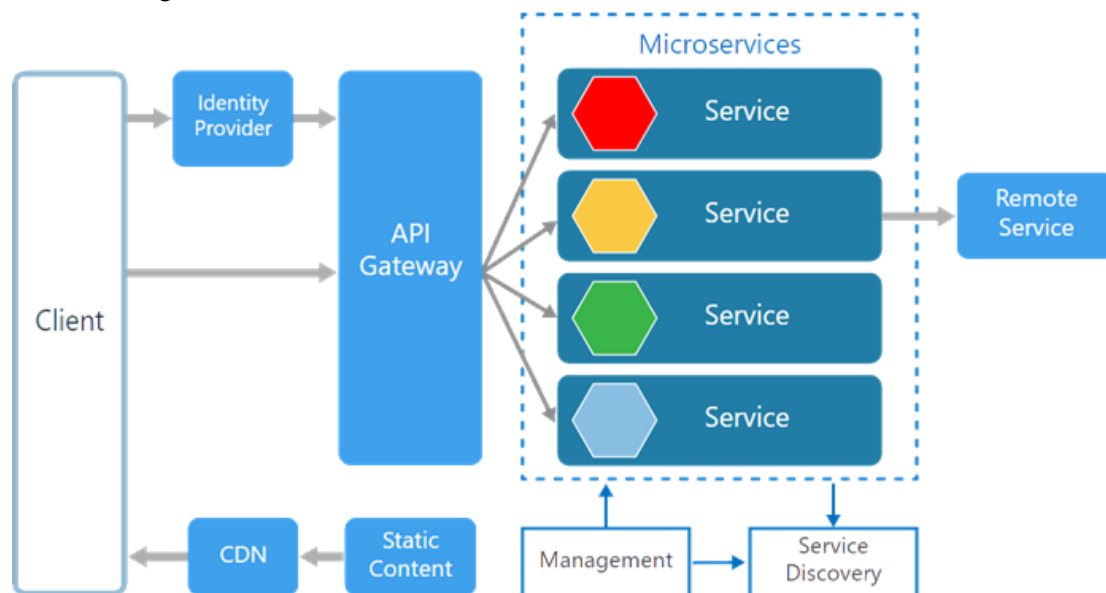 Microservices
Identity
Provider
Service
API
Gateway
Service
Remote
Service
Client
Service
Service
CDN
Static
Content
Management
Service
Discovery